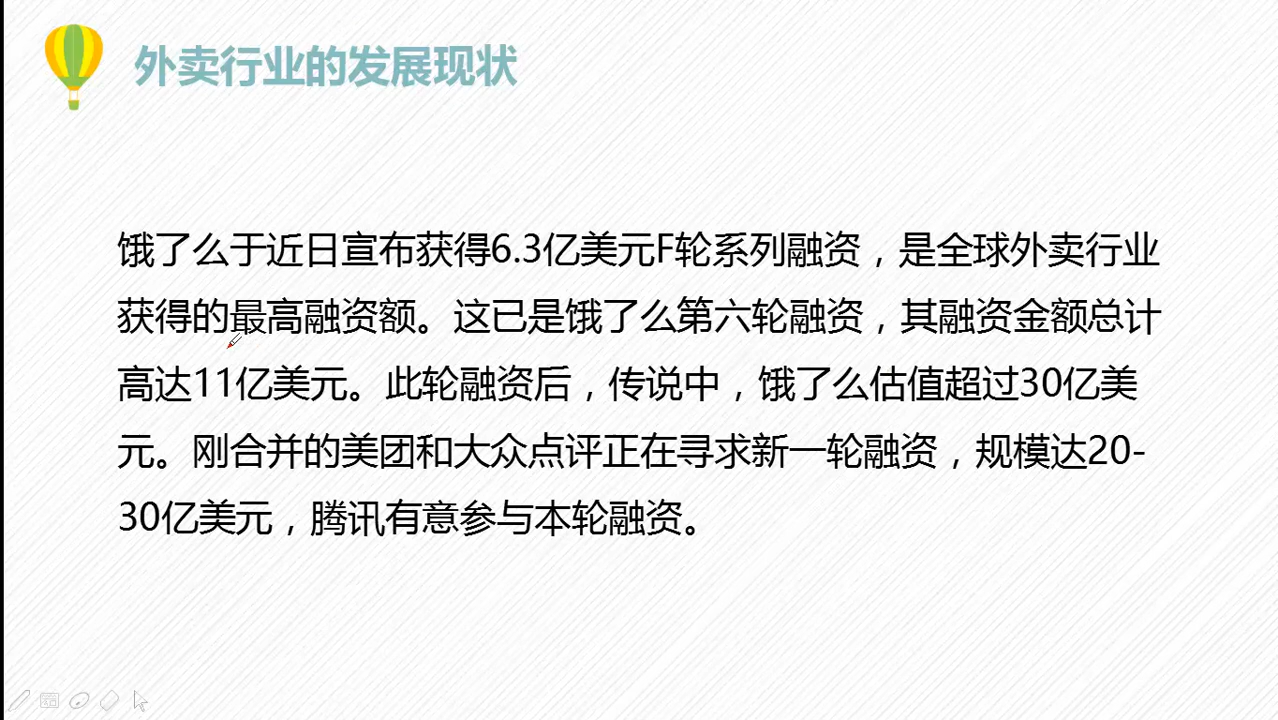 外卖行业的发展现状
饿了么于近日宣布获得6.3亿美元F轮系列融资，是全球外卖行业
获得的最高融资额。这已是饿了么第六轮融资，其融资金额总计
高达11亿美元。此轮融资后，传说中，饿了么估值超过30亿美
元。刚合并的美团和大众点评正在寻求新一轮融资，规模达20-
30亿美元，腾讯有意参与本轮融资。